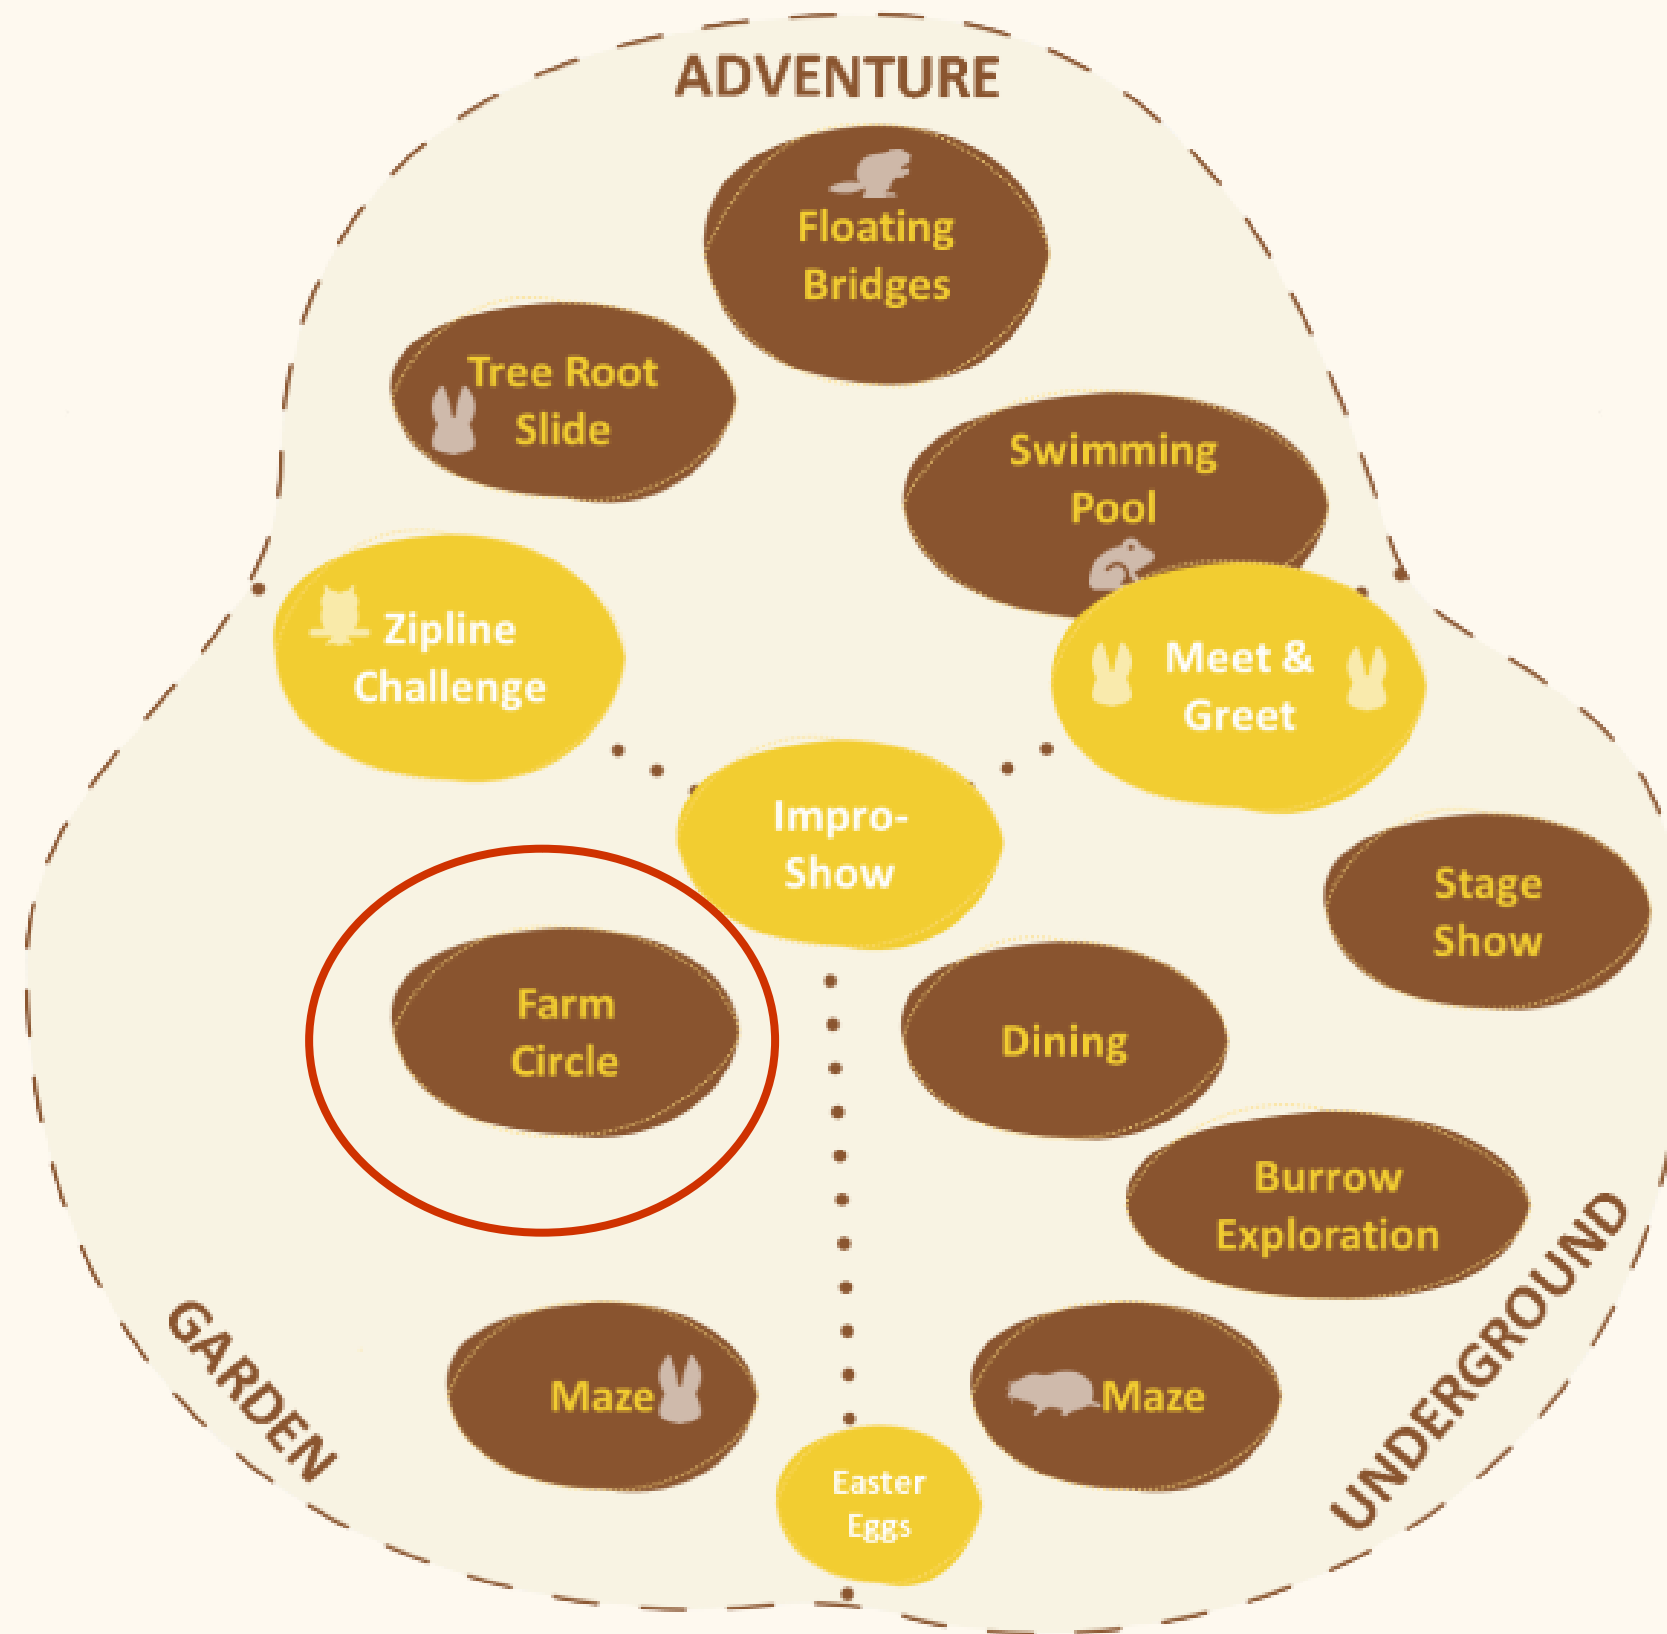 ADVENTURE
Floating
Bridges
Tree Root
Slide
Swimming
Pool
Zipline
Challenge
Meet &
Greet
Impro-
Show
Stage
Show
Farm
Circle
Dining
Burrow
Exploration
GARDEN
UNDERGROUND
Maze
Maze
Easter
Eggs